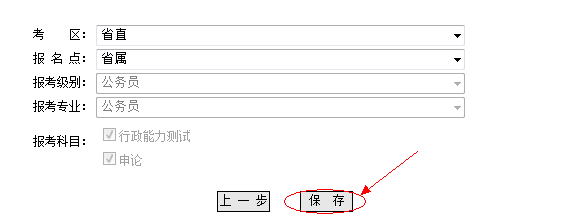 考 区： 省直
报 名 点： 省属
报考级别： 公务员
报考专业： 公务员
报考科目： 行政能力测试
申论
上 一 步 保 存